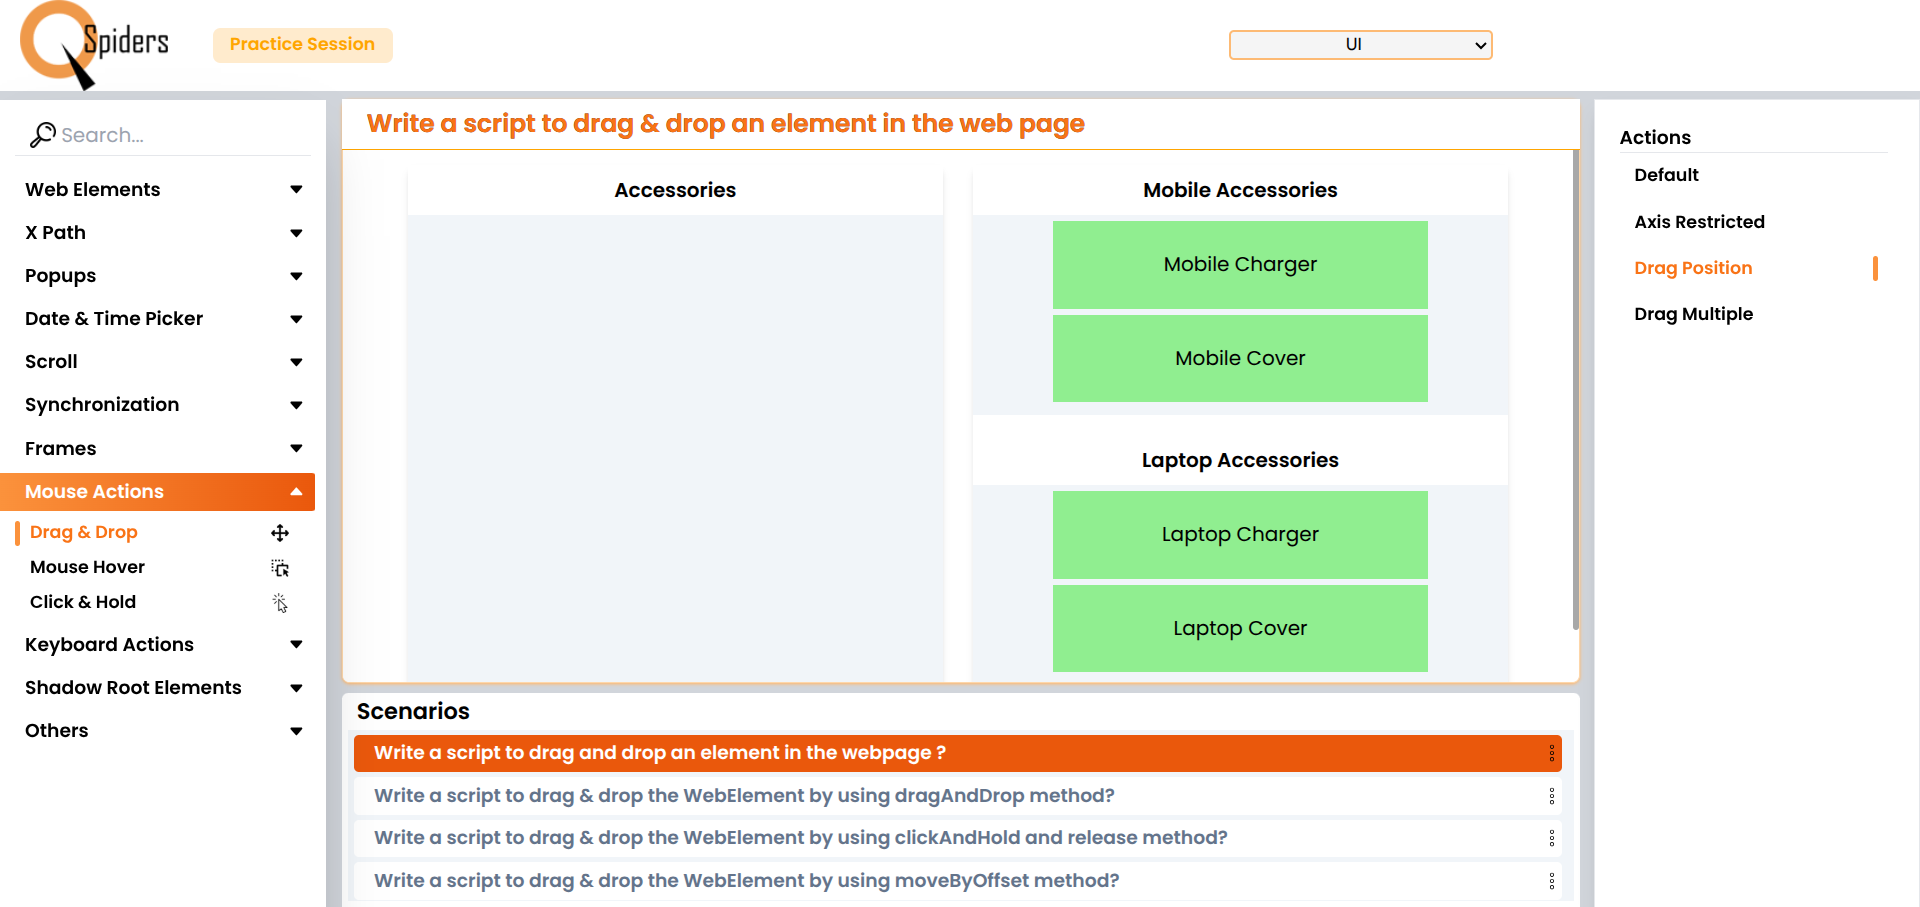 Spiders
Practice Session
UI
Search...
Web Elements
X Path
Popups
Date & Time Picker
Scroll
Synchronization
Frames
Mouse Actions
Drag & Drop
Mouse Hover
Click & Hold
Keyboard Actions
Shadow Root Elements
Others
Write a script to drag & drop an element in the web page
Accessories
Mobile Accessories
Mobile Charger
Mobile Cover
Laptop Accessories
Laptop Charger
Laptop Cover
Scenarios
Write a script to drag and drop an element in the webpage ?
Write a script to drag & drop the WebElement by using dragAndDrop method?
Write a script to drag & drop the WebElement by using clickAndHold and release method?
Write a script to drag & drop the WebElement by using moveByOffset method?
Actions
Default
Axis Restricted
Drag Position
Drag Multiple